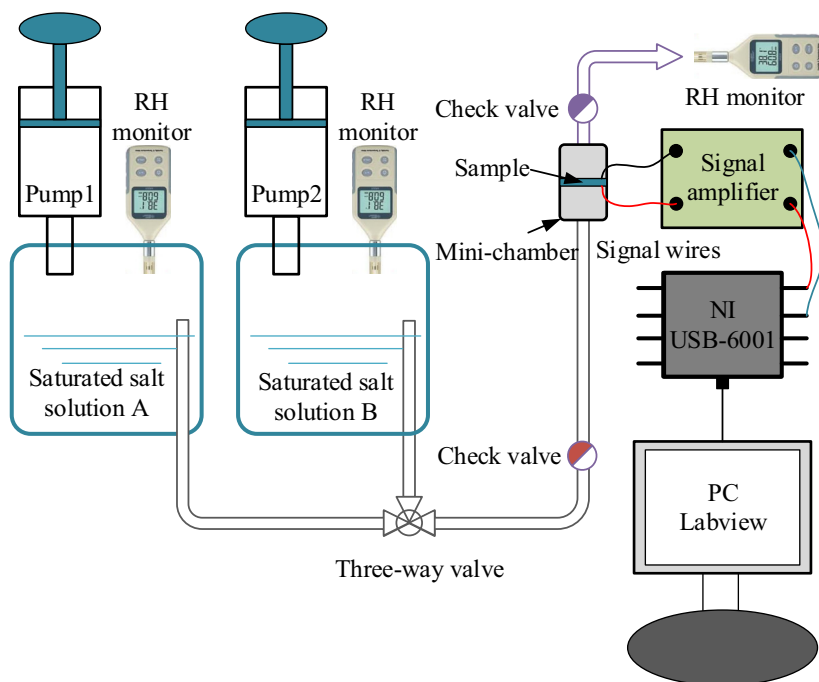 RH
monitor
Pump1
RH
monitor
Pump2
Saturated salt
solution A
Saturated salt
solution B
Three-way valve
Check valve
Sample
Mini-chamber
Signal wires
Check valve
RH monitor
Signal
amplifier
NI
USB-6001
PC
Labview